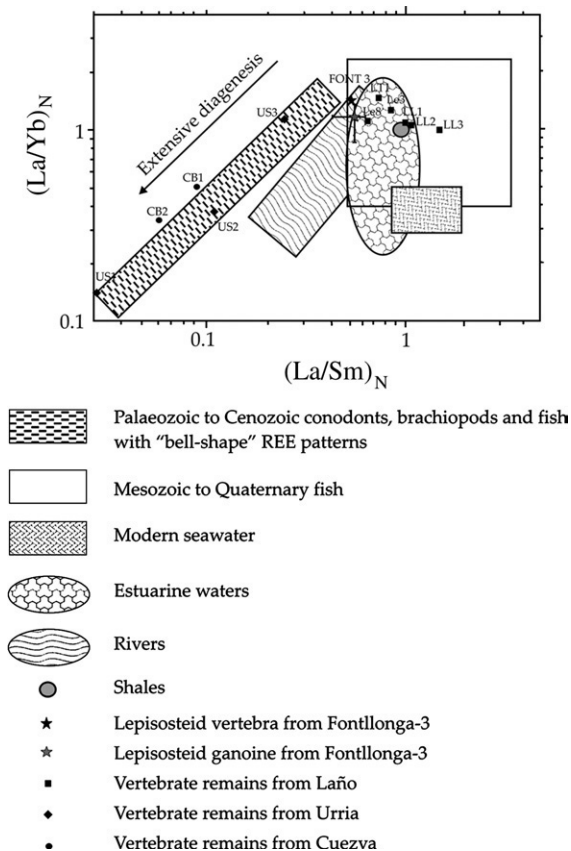 (La/Yb)N
1
0.1
Extensive diagenesis
FONT 3
LT1
Le5
Le8
LL1
LL2
LL3
US3
CB1
CB2
US2
0.1
1
(La/Sm)N
Palaeozoic to Cenozoic conodonts, brachiopods and fish
with "bell-shape" REE patterns
Mesozoic to Quaternary fish
Modern seawater
Estuarine waters
Rivers
Shales
Lepisosteid vertebra from Fontllonga-3
Lepisosteid ganoine from Fontllonga-3
Vertebrate remains from Laño
Vertebrate remains from Urria
Vertebrate remains from Cuezva